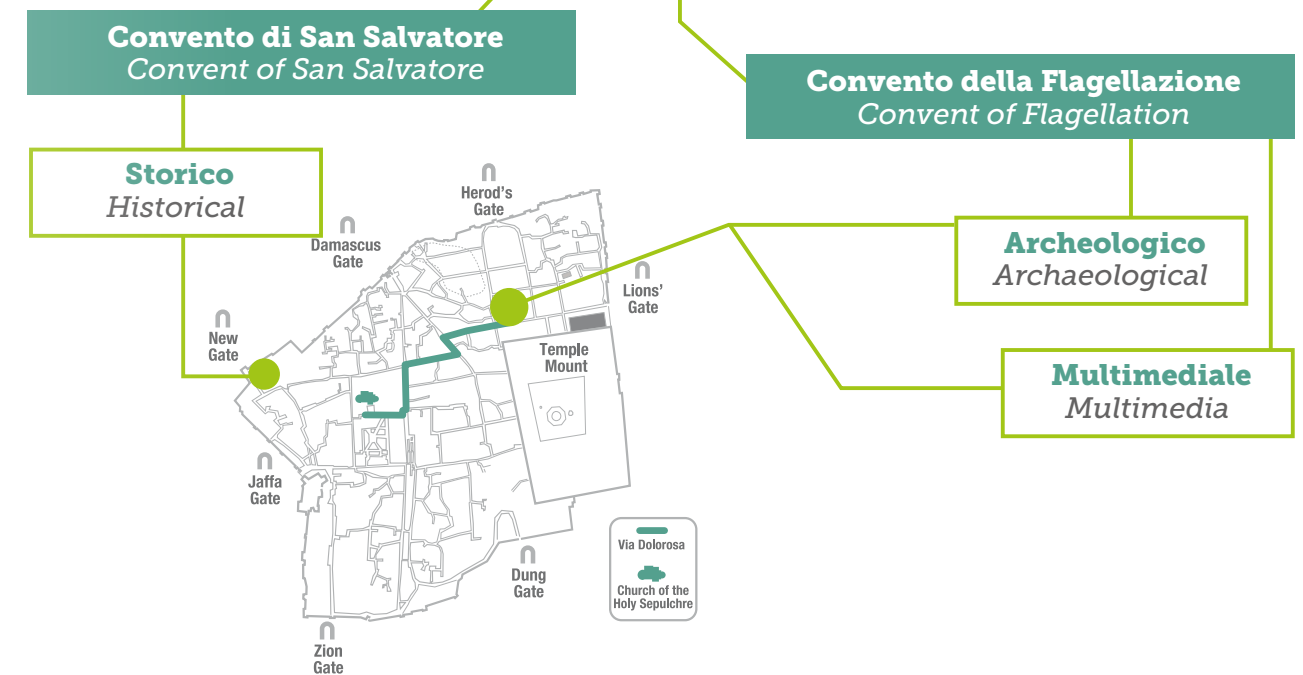 Convento di San Salvatore
Convent of San Salvatore
Convento della Flagellazione
Convent of Flagellation
Storico
Historical
Archeologico
Archaeological
Multimediale
Multimedia
Herod's
Gate
Damascus
Gate
Lions'
Gate
New
Gate
Temple
Mount
Jaffa
Gate
Dung
Gate
Zion
Gate
Via Dolorosa
Church of the
Holy Sepulchre